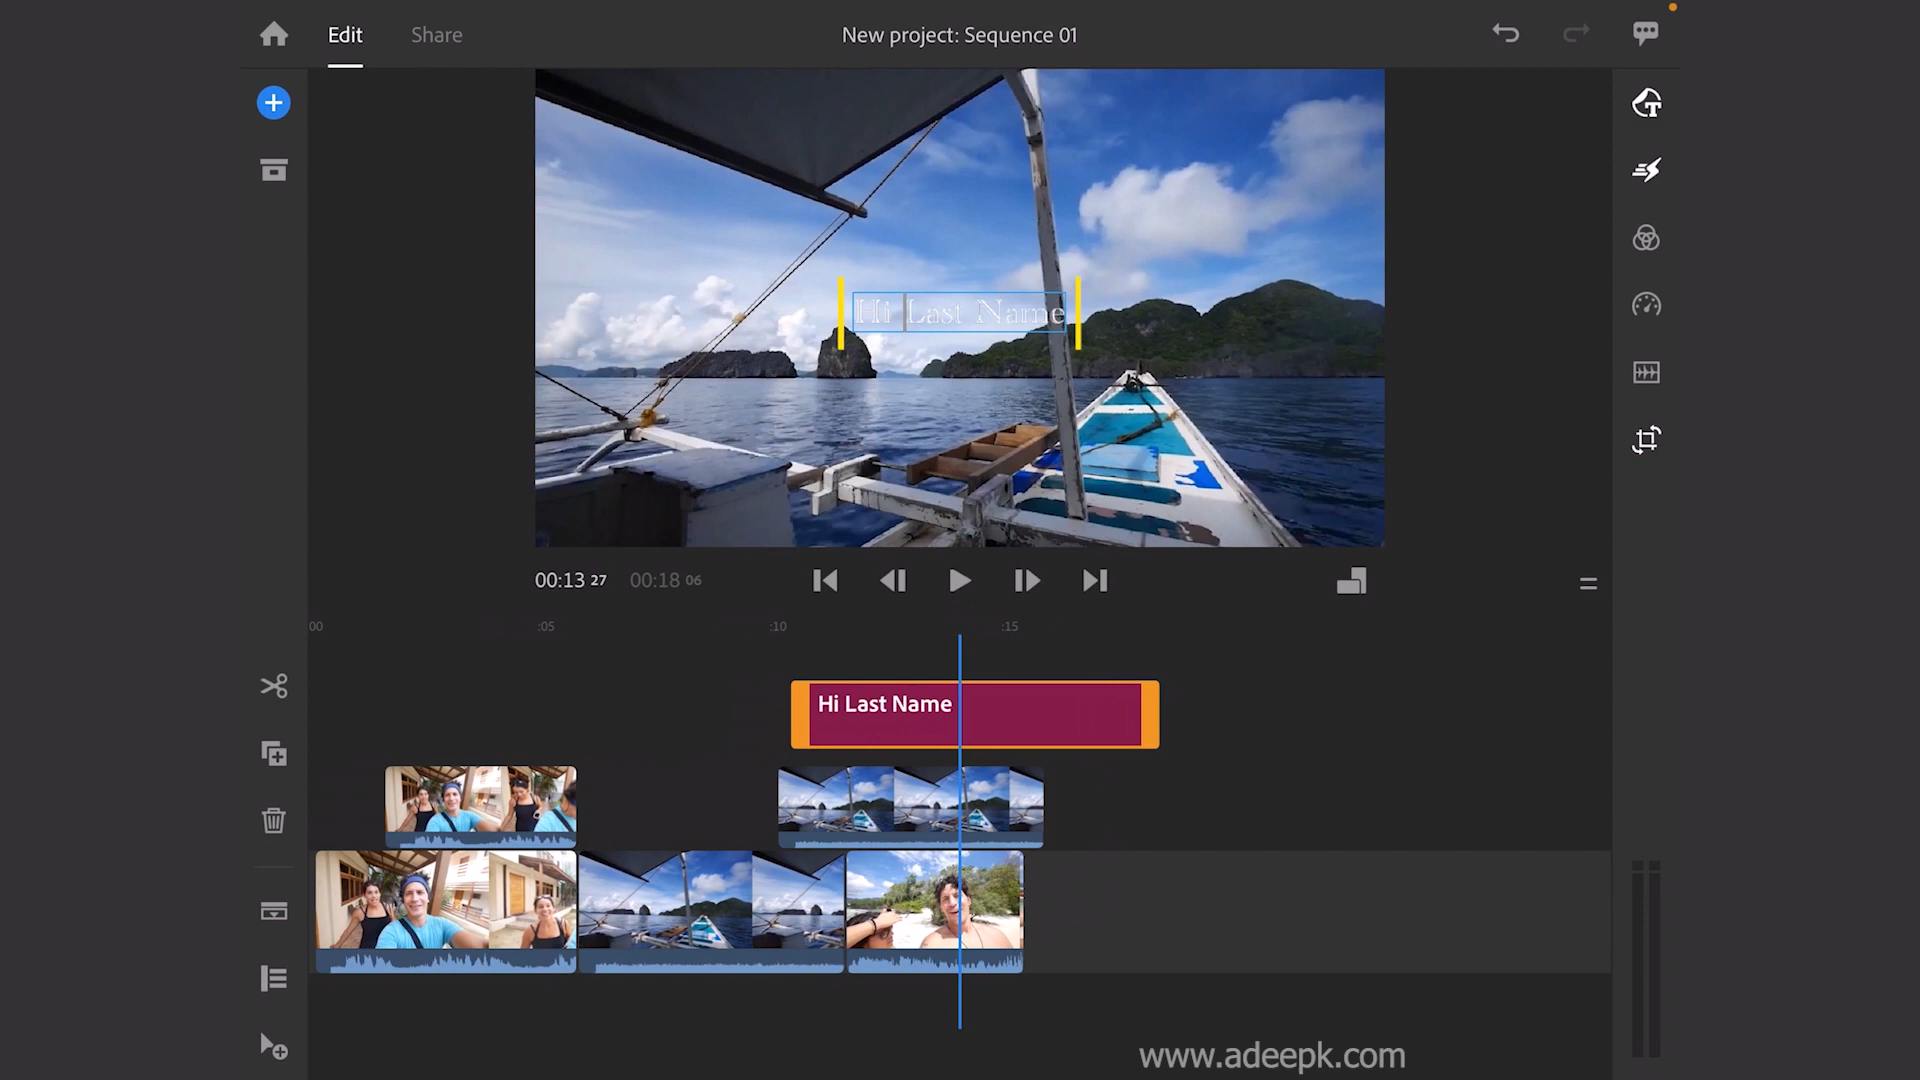 Edit
Share
New project: Sequence 01
Hi Last Name
00:13 27
00:18 06
00
:05
:10
:15
Hi Last Name
www.adeepk.com